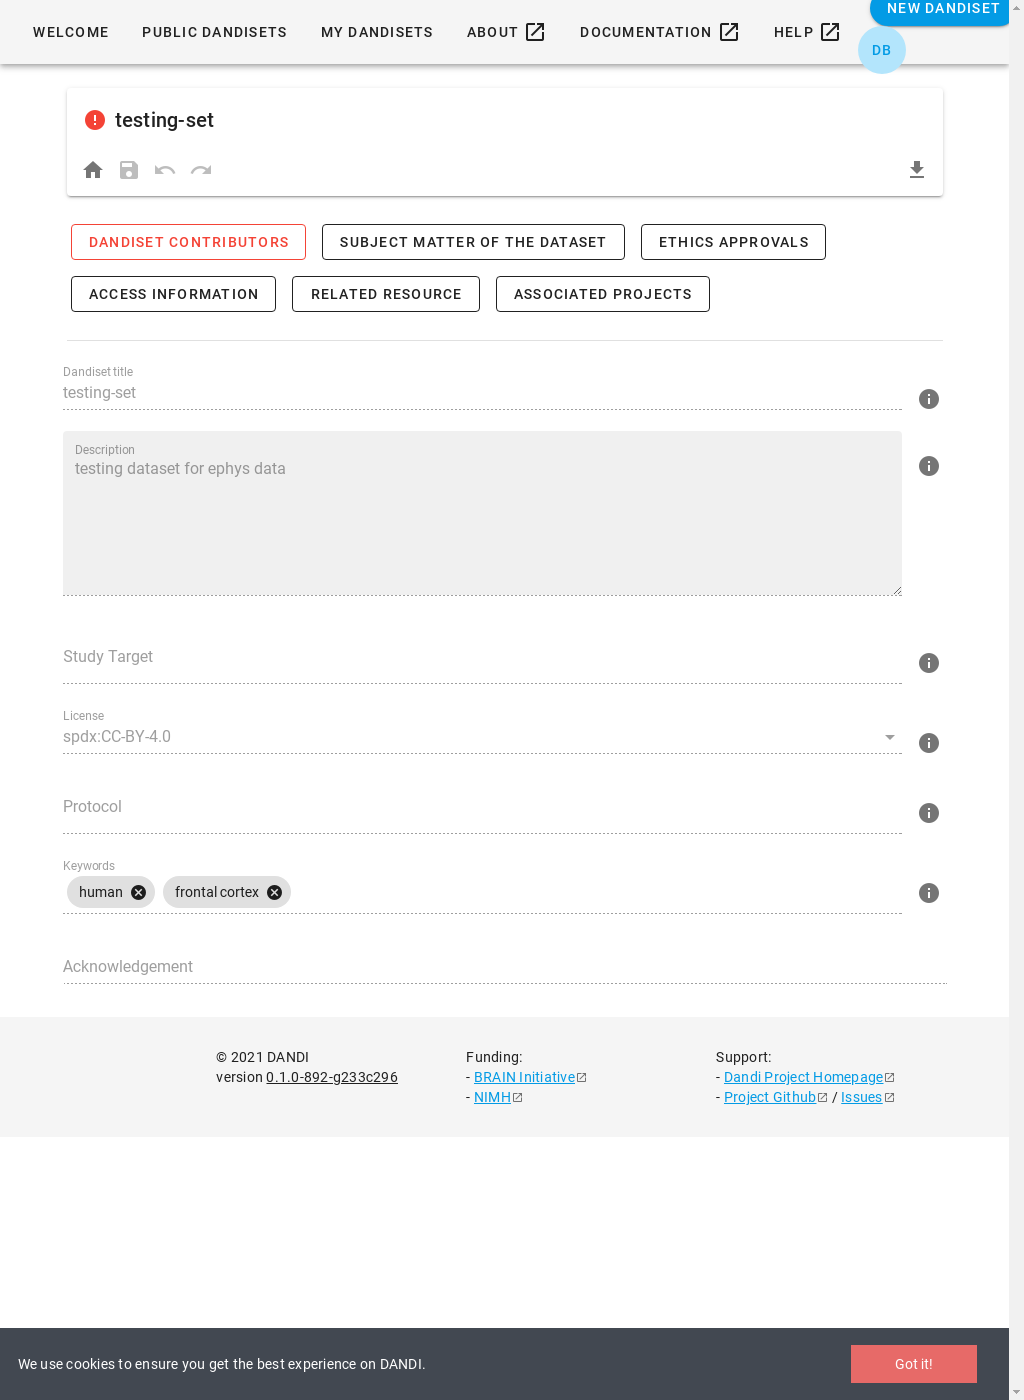 WELCOME PUBLIC DANDISETS MY DANDISETS ABOUT DOCUMENTATION HELP NEW DANDISET
DB
testing-set
DANDISET CONTRIBUTORS SUBJECT MATTER OF THE DATASET ETHICS APPROVALS
ACCESS INFORMATION RELATED RESOURCE ASSOCIATED PROJECTS
Dandiset title
testing-set
Description
testing dataset for ephys data
Study Target
License
spdx:CC-BY-4.0
Protocol
Keywords
human frontal cortex
Acknowledgement
© 2021 DANDI
version 0.1.0-892-g233c296
Funding:
- BRAIN Initiative
- NIMH
Support:
- Dandi Project Homepage
- Project Github / Issues
We use cookies to ensure you get the best experience on DANDI. Got it!